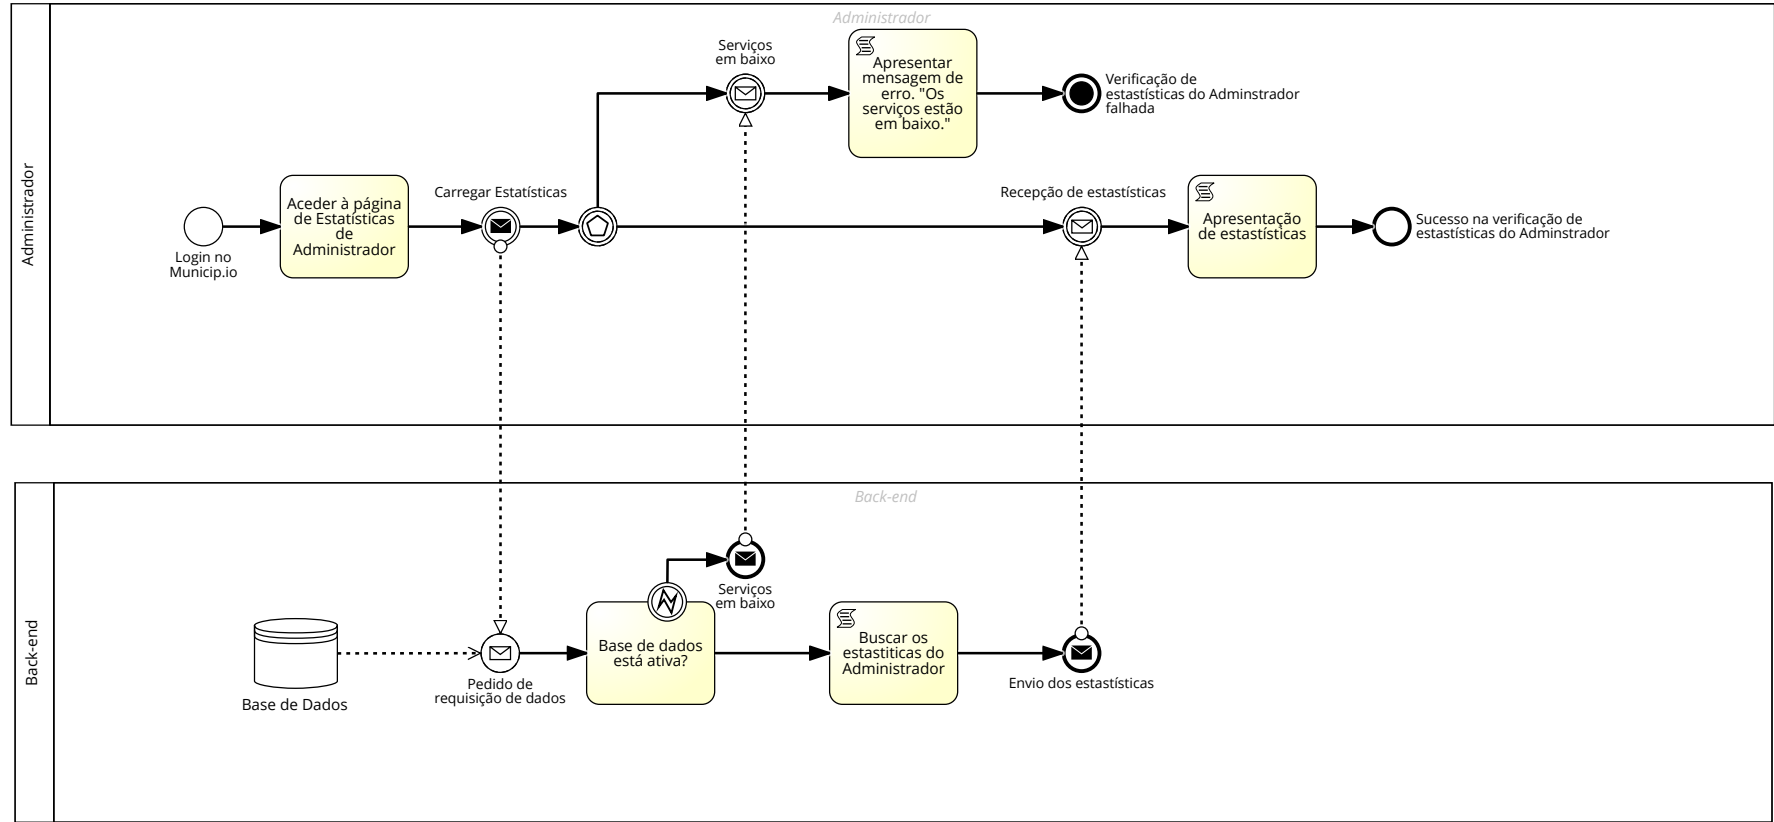 Administrador
Administrador
Serviços
em baixo
Apresentar
mensagem de
erro. "Os
serviços estão
em baixo."
Verificação de
estastísticas do Adminstrador
falhada
Login no
Municip.io
Aceder à página
de Estatísticas
de
Administrador
Carregar Estatísticas
Recepção de estastísticas
Apresentação
de estastísticas
Sucesso na verificação de
estastísticas do Adminstrador
Back-end
Back-end
Base de Dados
Pedido de
requisição de dados
Base de dados
está ativa?
Serviços
em baixo
Buscar os
estastiticas do
Administrador
Envio dos estastísticas